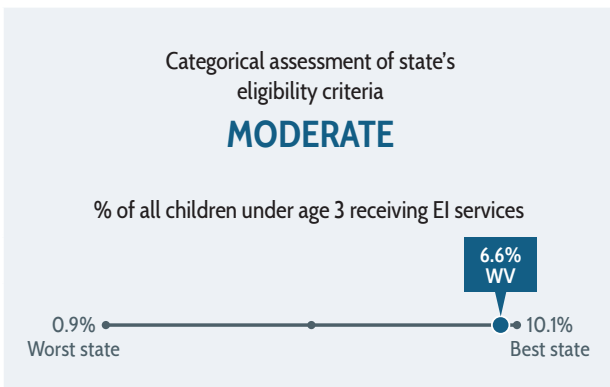 Categorical assessment of state's
eligibility criteria
MODERATE
% of all children under age 3 receiving EI services
6.6%
WV
0.9% 10.1%
Worst state Best state